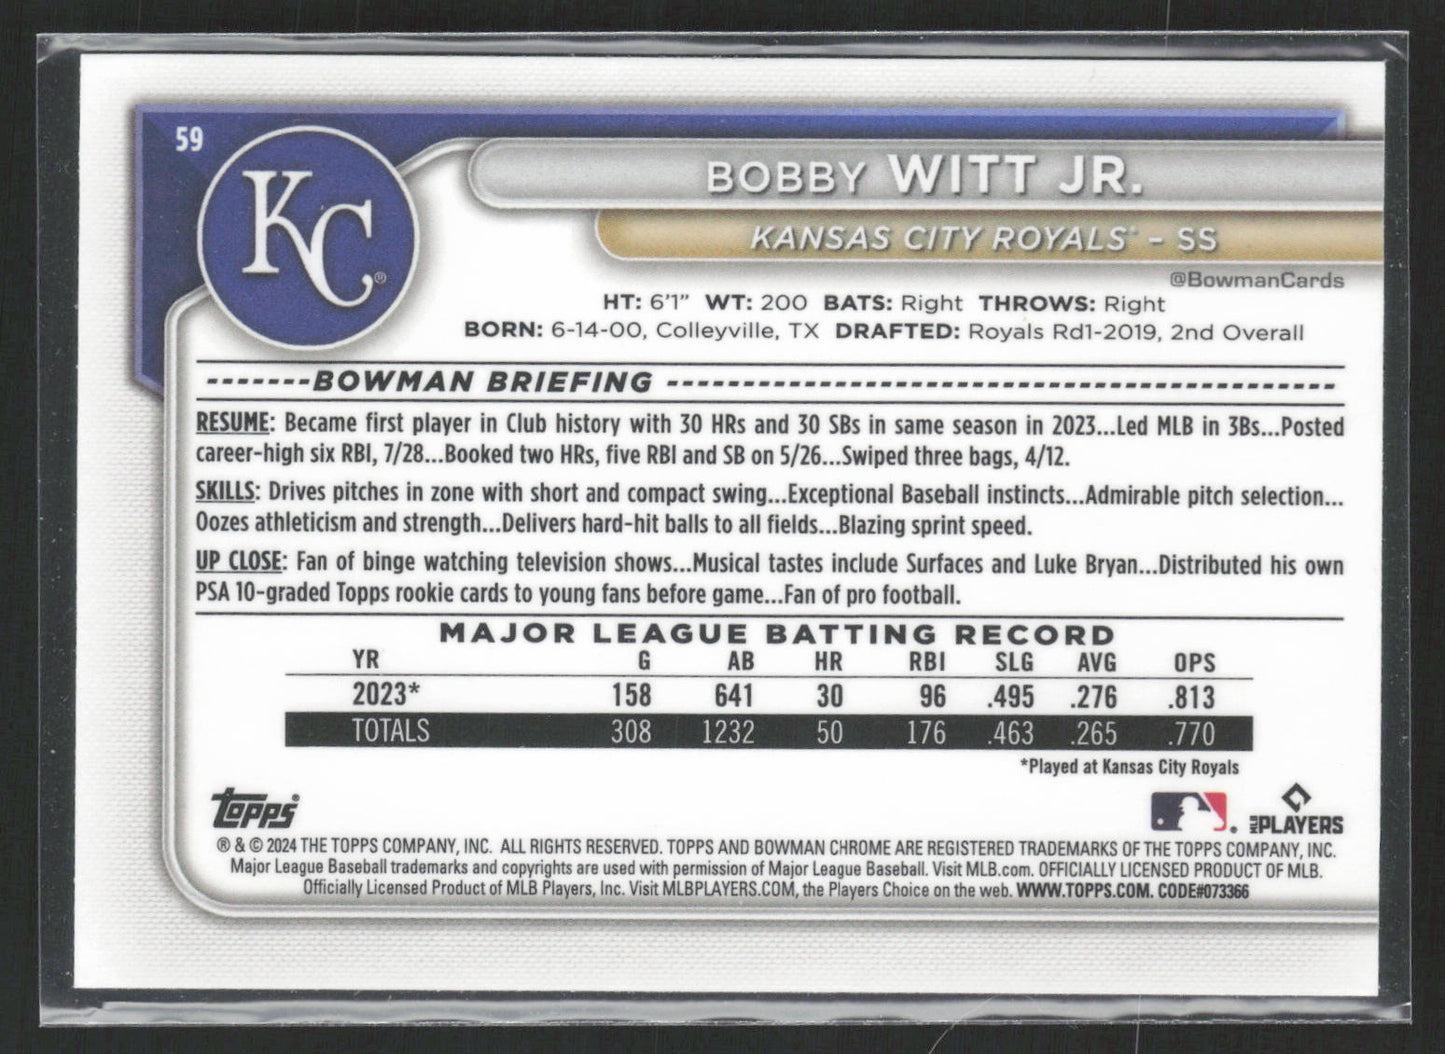 59
KC®
BOBBY WITT JR.
KANSAS CITY ROYALS® - SS
@BowmanCards
HT: 6'1" WT: 200 BATS: Right THROWS: Right
BORN: 6-14-00, Colleyville, TX DRAFTED: Royals Rd1-2019, 2nd Overall
-------BOWMAN BRIEFING --------------------------------------------
RESUME: Became first player in Club history with 30 HRs and 30 SBs in same season in 2023...Led MLB in 3Bs...Posted
career-high six RBI, 7/28...Booked two HRs, five RBI and SB on 5/26...Swiped three bags, 4/12.
SKILLS: Drives pitches in zone with short and compact swing...Exceptional Baseball instincts...Admirable pitch selection...
Oozes athleticism and strength...Delivers hard-hit balls to all fields...Blazing sprint speed.
UP CLOSE: Fan of binge watching television shows...Musical tastes include Surfaces and Luke Bryan...Distributed his own
PSA 10-graded Topps rookie cards to young fans before game...Fan of pro football.
MAJOR LEAGUE BATTING RECORD
YR G AB HR RBI SLG AVG OPS
2023* 158 641 30 96 .495 .276 .813
TOTALS 308 1232 50 176 .463 .265 .770
*Played at Kansas City Royals
topps®
MLB PLAYERS
® & © 2024 THE TOPPS COMPANY, INC. ALL RIGHTS RESERVED. TOPPS AND BOWMAN CHROME ARE REGISTERED TRADEMARKS OF THE TOPPS COMPANY, INC.
Major League Baseball trademarks and copyrights are used with permission of Major League Baseball. Visit MLB.com. OFFICIALLY LICENSED PRODUCT OF MLB.
Officially Licensed Product of MLB Players, Inc. Visit MLBPLAYERS.COM, the Players Choice on the web. WWW.TOPPS.COM. CODE#073366